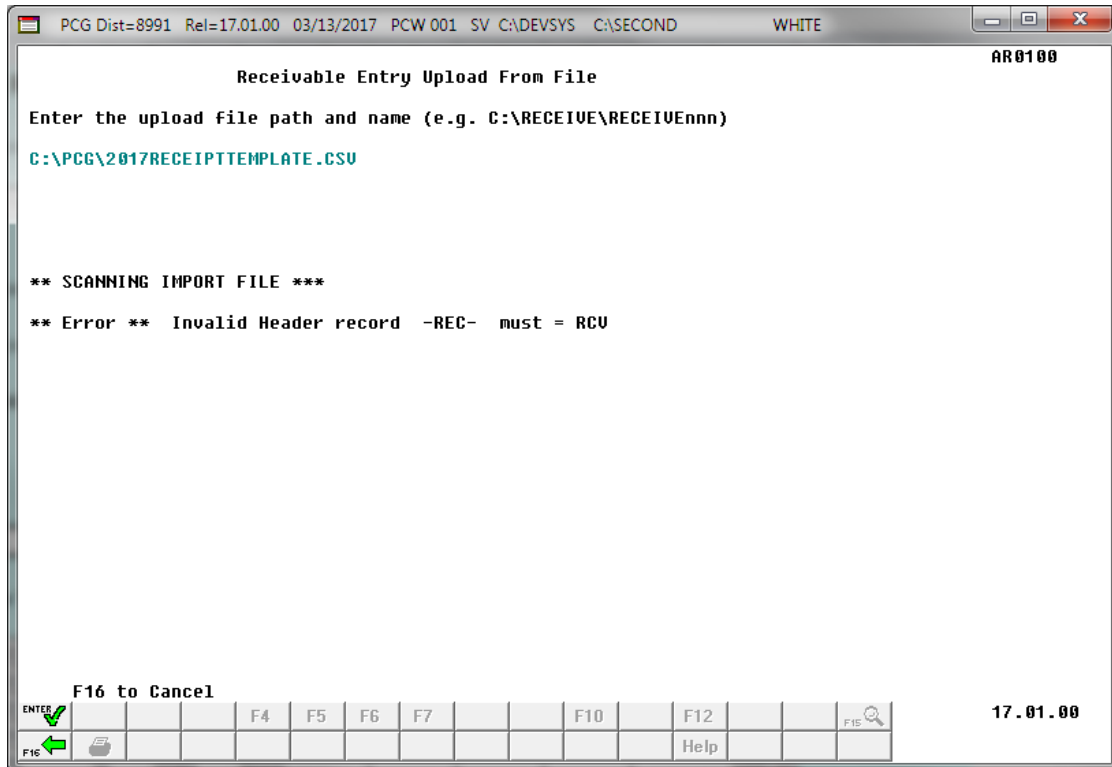 PCG Dist=8991 Rel=17.01.00 03/13/2017 PCW 001 SV C:\DEVSYS C:\SECOND WHITE
AR0100
Receivable Entry Upload From File
Enter the upload file path and name (e.g. C:\RECEIVE\RECEIVEnnn)
C:\PCG\2017RECEIPTTEMPLATE.CSV
** SCANNING IMPORT FILE ***
** Error ** Invalid Header record -REC- must = RCV
F16 to Cancel
ENTER F4 F5 F6 F7 F10 F12 F15 17.01.00
F16 Help